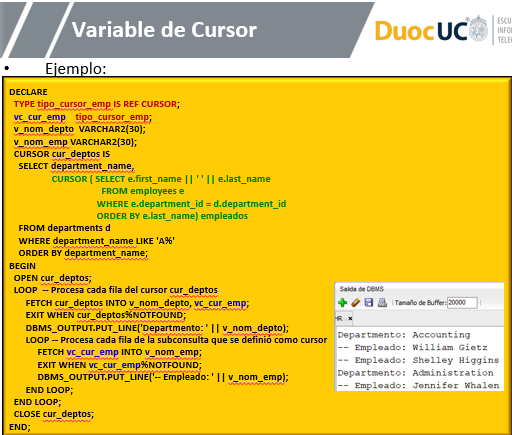 Variable de Cursor
Duoc UC
ESCU
INFO
TELE
• Ejemplo:
DECLARE
TYPE tipo_cursor_emp IS REF CURSOR;
vc_cur_emp tipo_cursor_emp;
v_nom_depto VARCHAR2(30);
v_nom_emp VARCHAR2(30);
CURSOR cur_deptos IS
SELECT department_name,
CURSOR ( SELECT e.first_name || ' ' || e.last_name
FROM employees e
WHERE e.department_id = d.department_id
ORDER BY e.last_name) empleados
FROM departments d
WHERE department_name LIKE 'A%'
ORDER BY department_name;
BEGIN
OPEN cur_deptos;
LOOP -- Procesa cada fila del cursor cur_deptos
FETCH cur_deptos INTO v_nom_depto, vc_cur_emp;
EXIT WHEN cur_deptos%NOTFOUND;
DBMS_OUTPUT.PUT_LINE('Departmento: ' || v_nom_depto);
LOOP -- Procesa cada fila de la subconsulta que se definió como cursor
FETCH vc_cur_emp INTO v_nom_emp;
EXIT WHEN vc_cur_emp%NOTFOUND;
DBMS_OUTPUT.PUT_LINE('-- Empleado: ' || v_nom_emp);
END LOOP;
END LOOP;
CLOSE cur_deptos;
END;
Salida de DBMS
Tamaño de Buffer: 20000
HR. x
Departmento: Accounting
-- Empleado: William Gietz
-- Empleado: Shelley Higgins
Departmento: Administration
-- Empleado: Jennifer Whalen